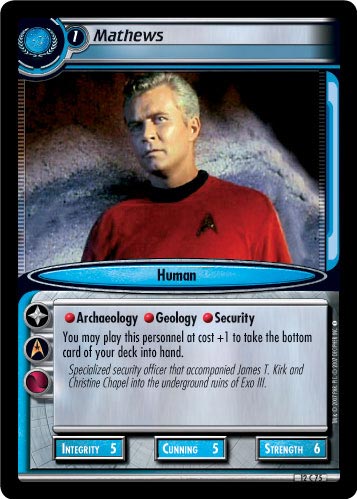 1 Mathews
Human
Archaeology Geology Security
You may play this personnel at cost +1 to take the bottom
card of your deck into hand.
Specialized security officer that accompanied James T. Kirk and
Christine Chapel into the underground ruins of Exo III.
INTEGRITY 5 CUNNING 5 STRENGTH 6
12 C 75